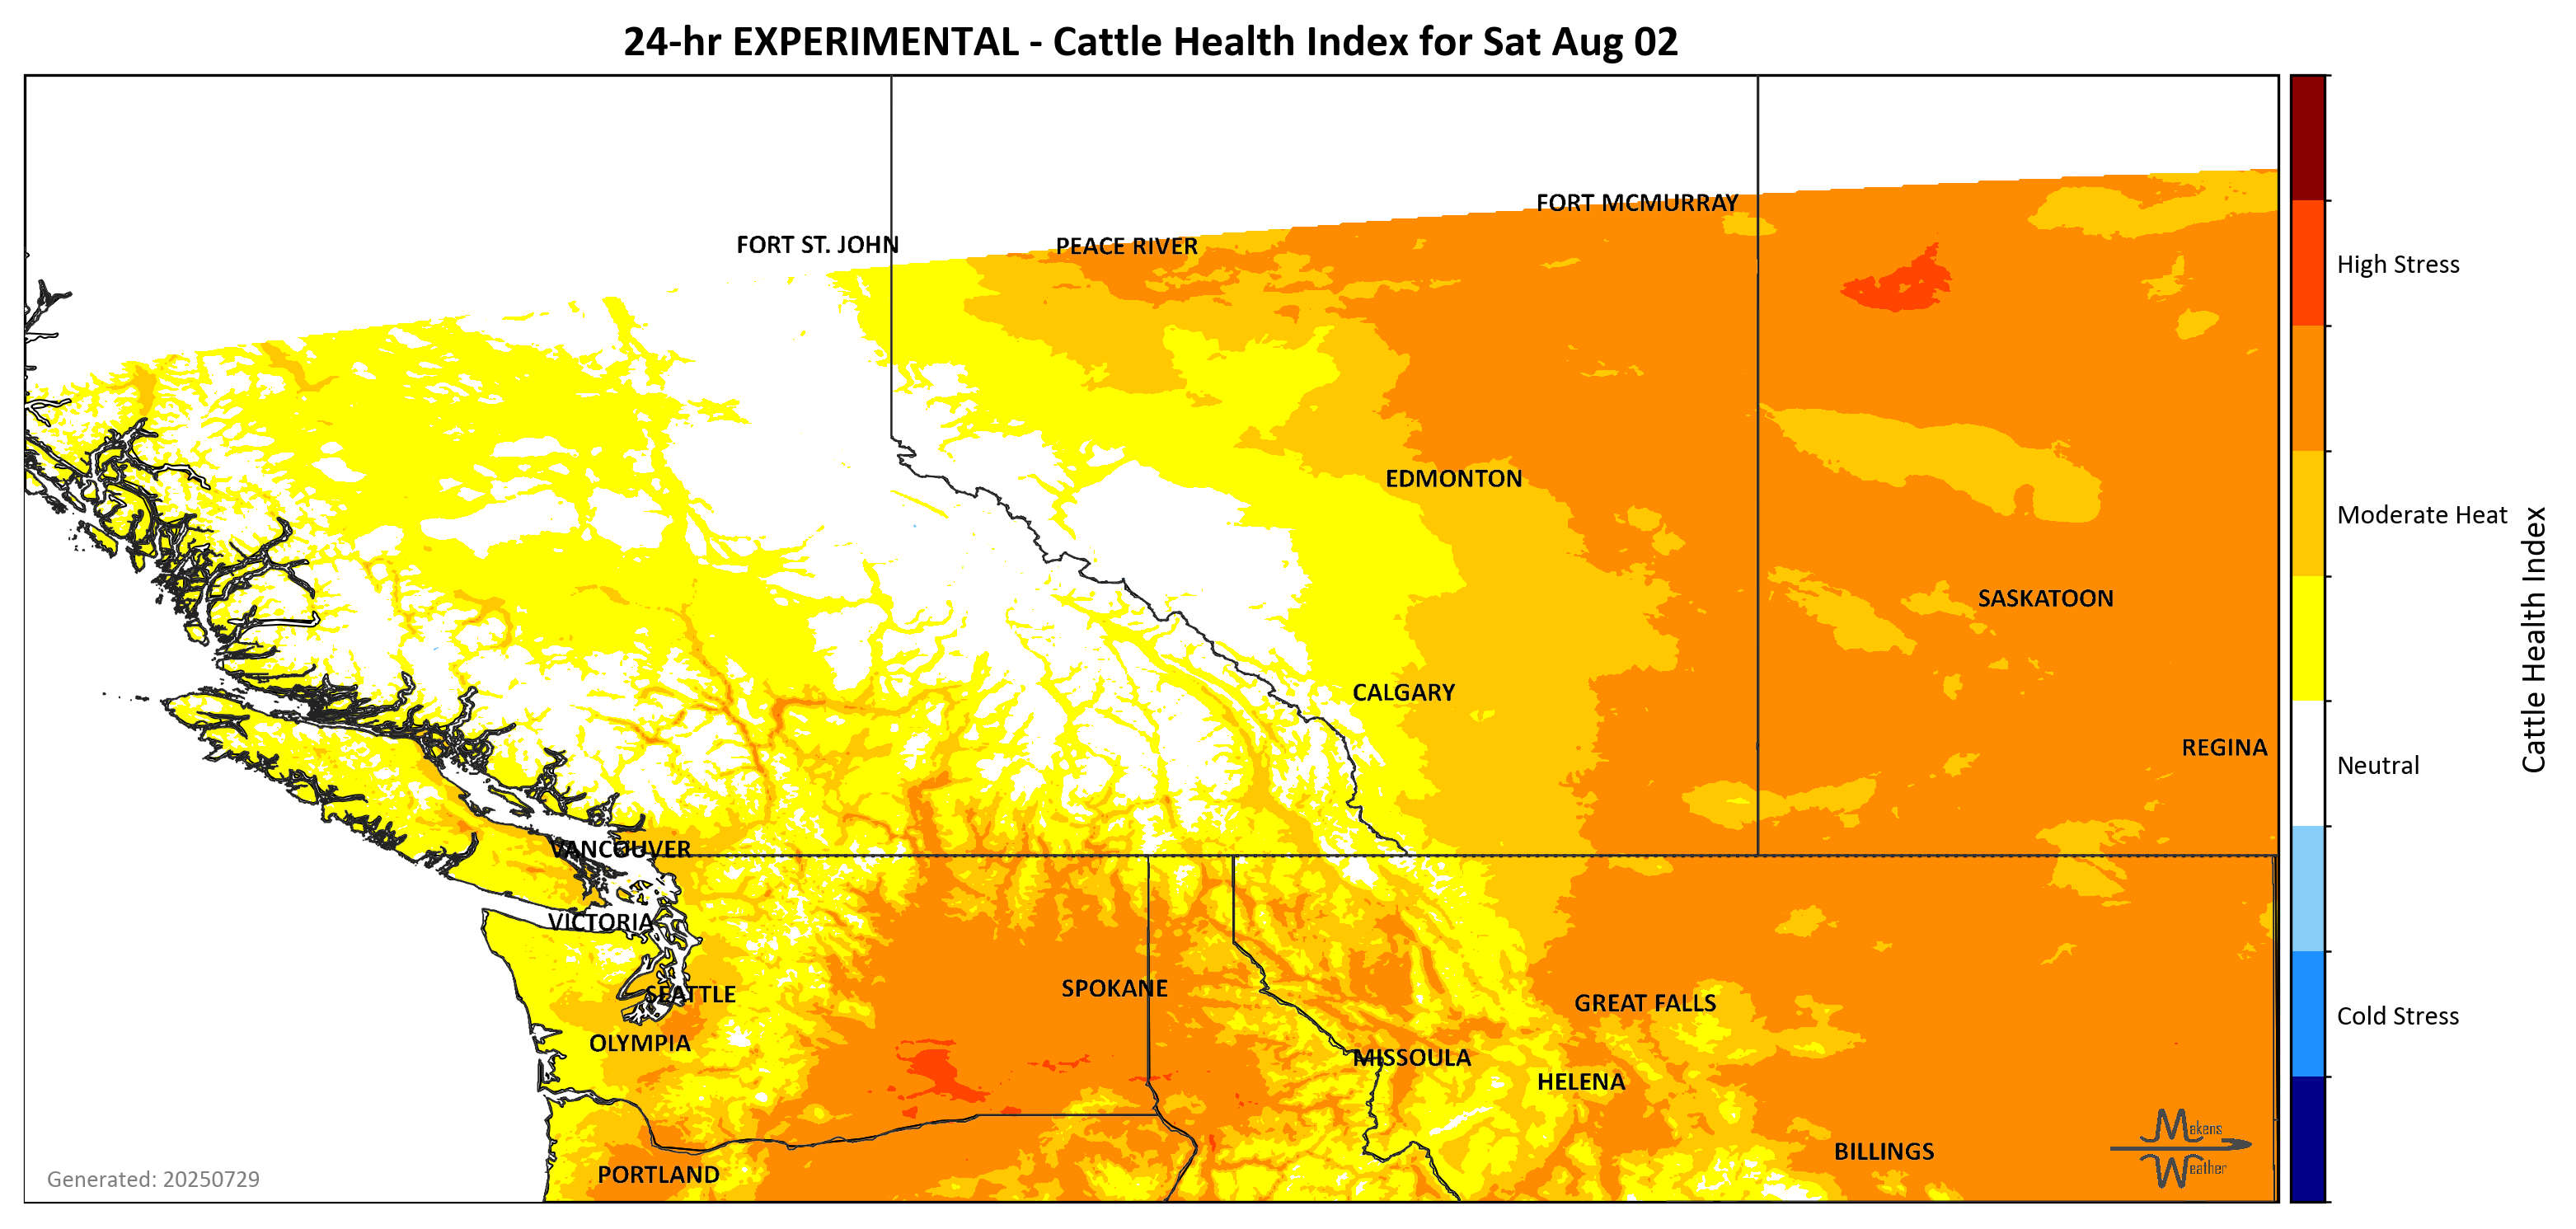 24-hr EXPERIMENTAL - Cattle Health Index for Sat Aug 02
FORT MCMURRAY
FORT ST. JOHN
PEACE RIVER
High Stress
EDMONTON
Moderate Heat
SASKATOON
Cattle Health Index
CALGARY
REGINA
Neutral
VANCOUVER
VICTORIA
SPOKANE
SEATTLE
GREAT FALLS
Cold Stress
OLYMPIA
MISSOULA
HELENA
Makens
Weather
BILLINGS
PORTLAND
Generated: 20250729